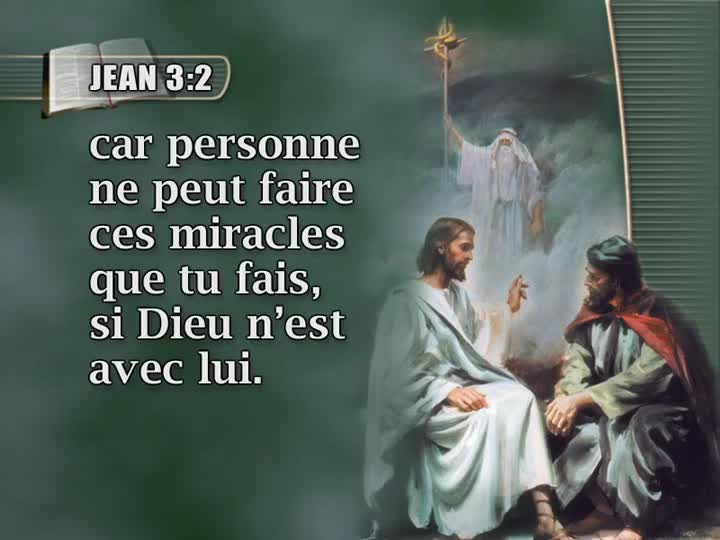 JEAN 3:2
car personne
ne peut faire
ces miracles
que tu fais,
si Dieu n’est
avec lui.